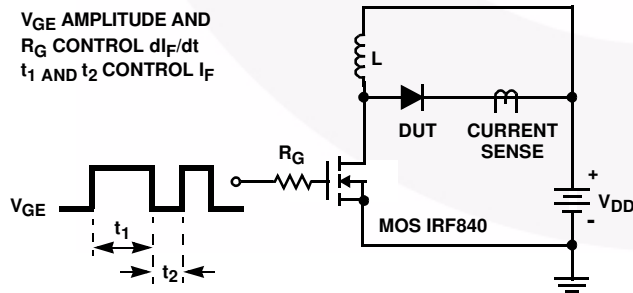 VGE AMPLITUDE AND
RG CONTROL dIF/dt
t1 AND t2 CONTROL IF
L
DUT
CURRENT
SENSE
RG
+
VDD
-
VGE
MOS IRF840
t1
t2